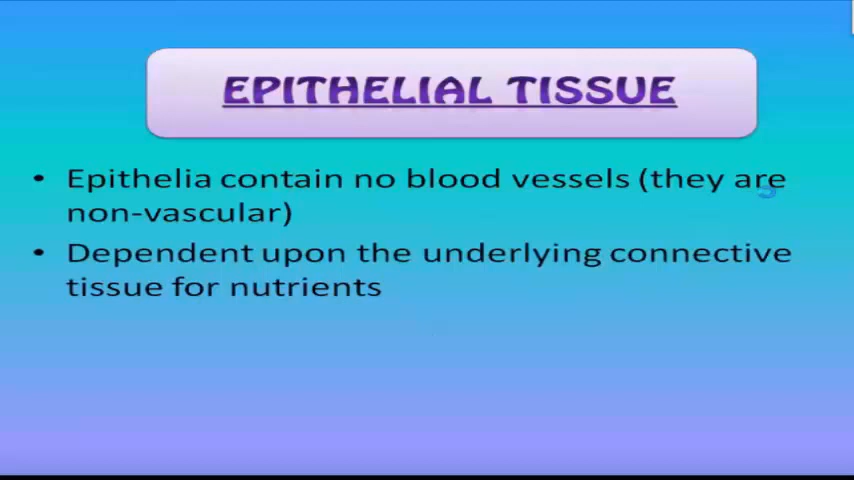 EPITHELIAL TISSUE
• Epithelia contain no blood vessels (they are
non-vascular)
• Dependent upon the underlying connective
tissue for nutrients